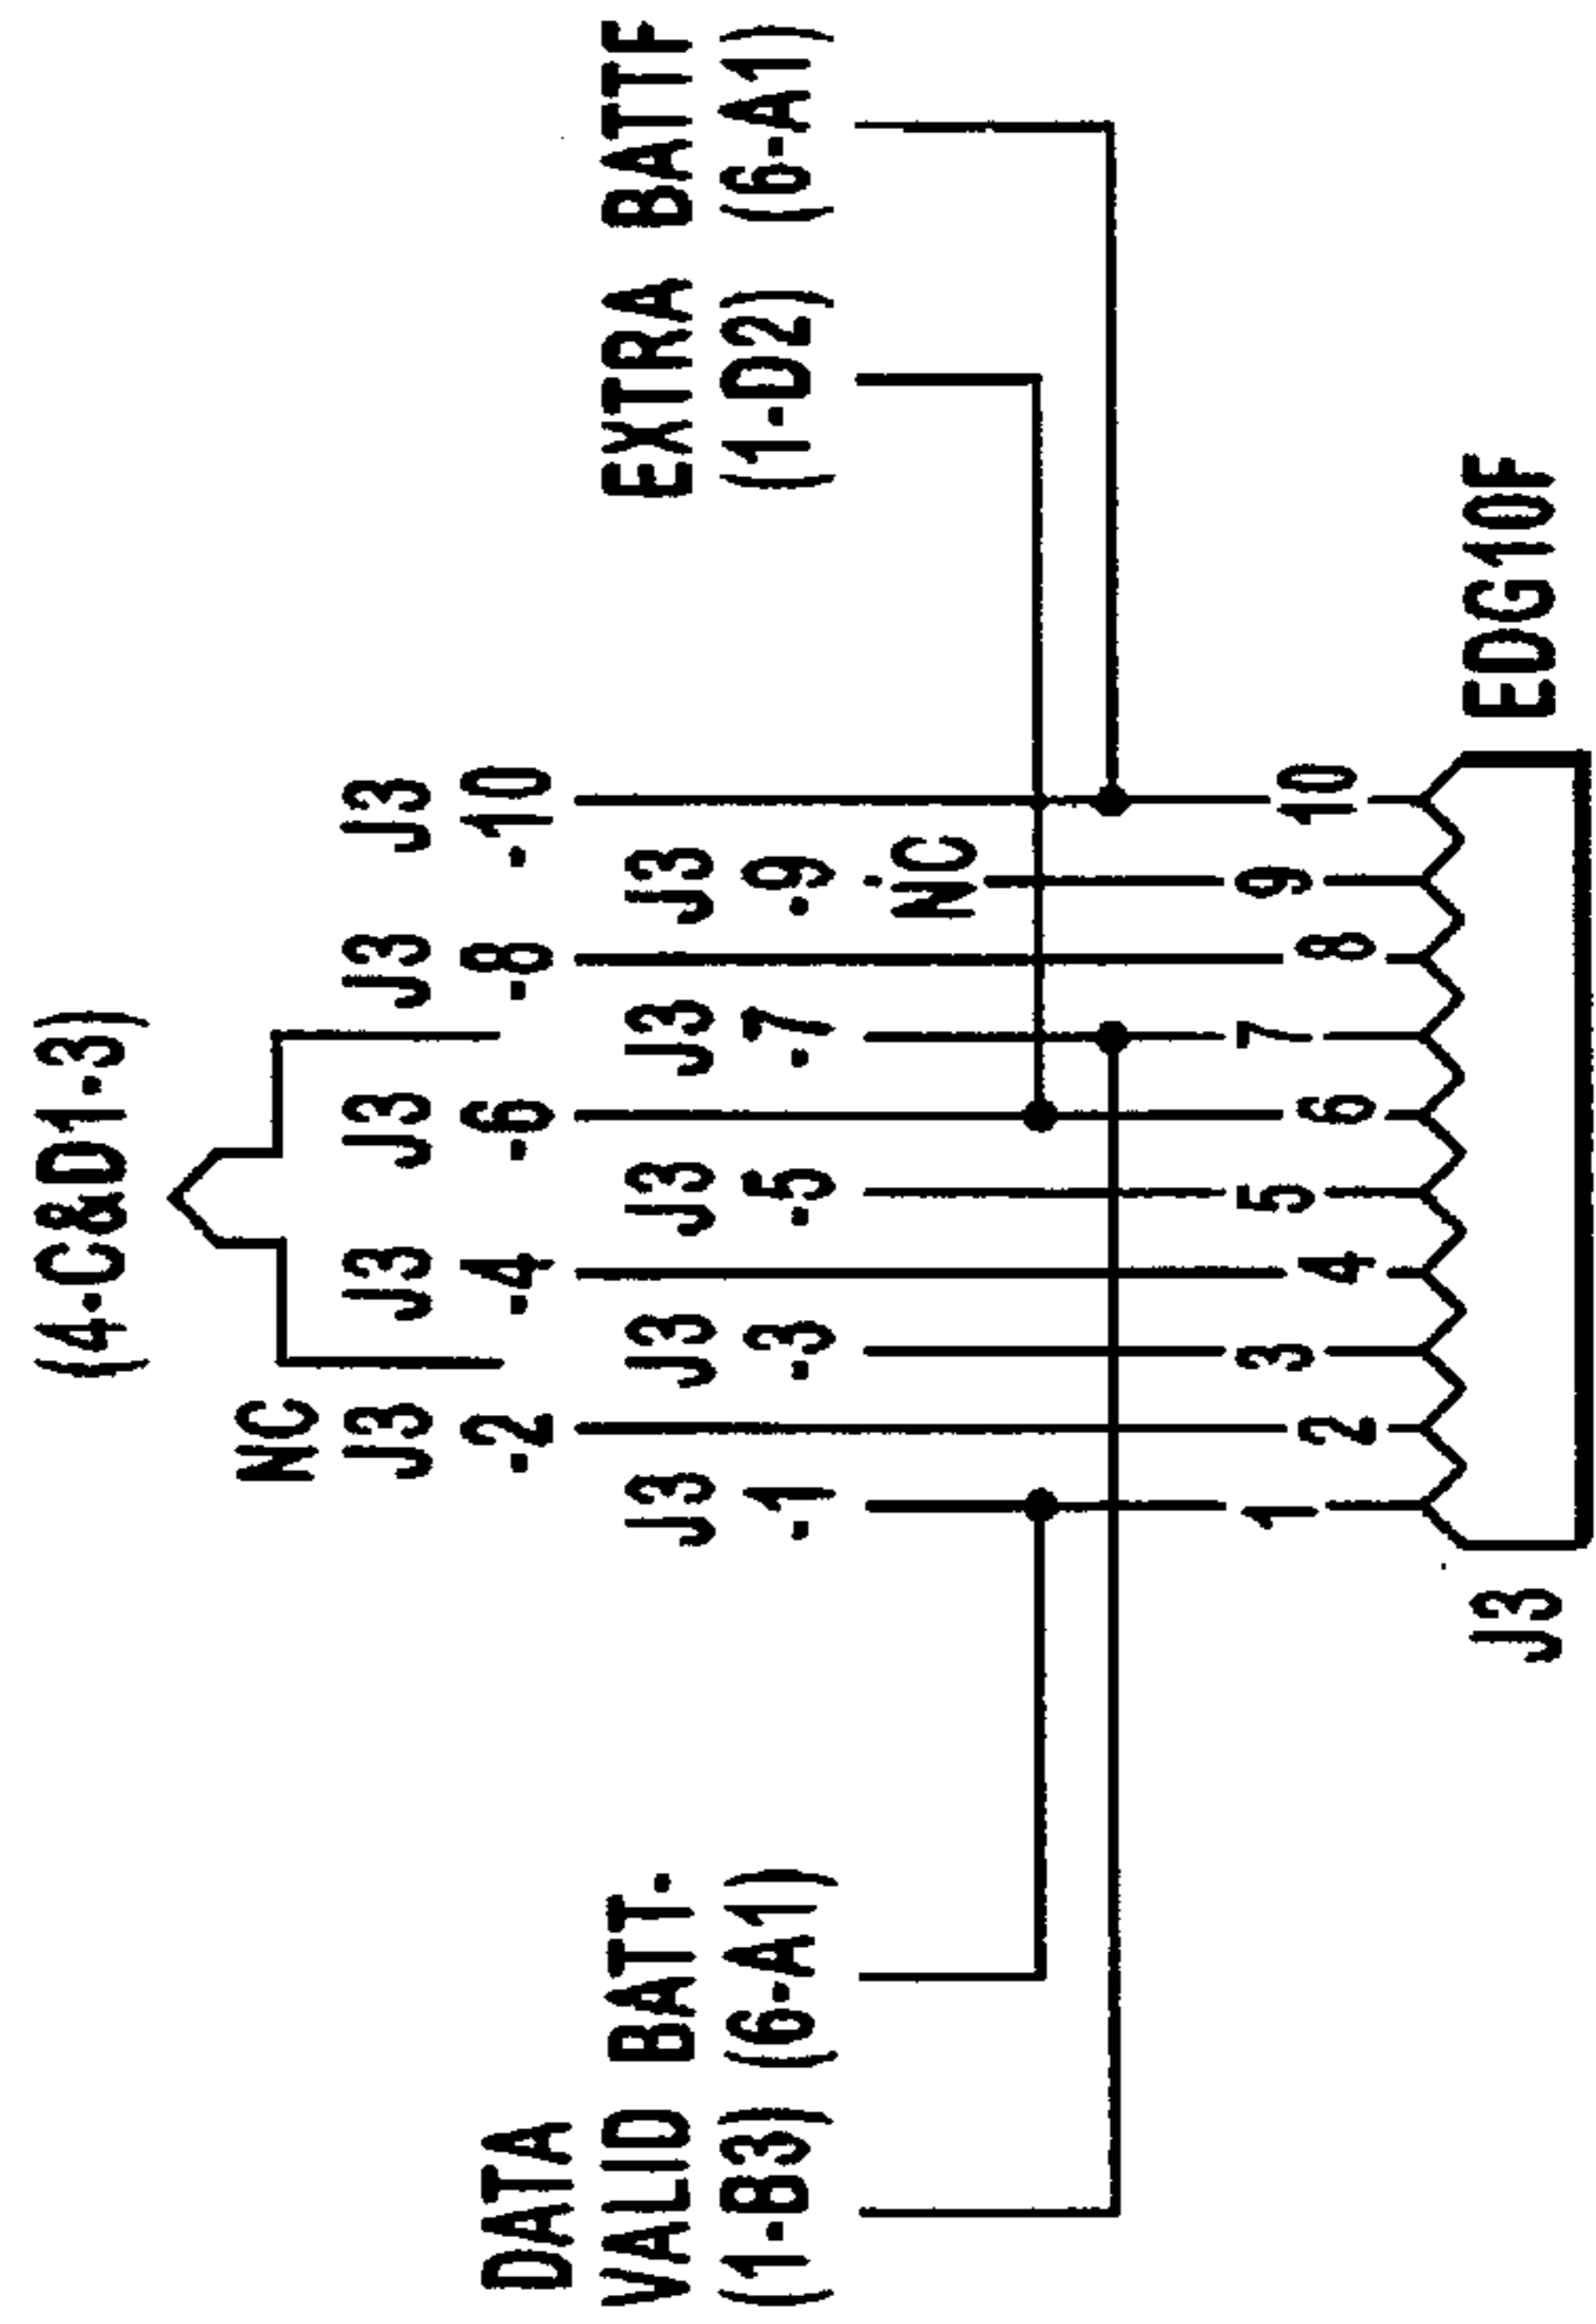 (4-C&D1-3)
NC
J3 J3 J3 J3 J3
DATA -2 -4 -6 -8 -10
VALID BATT. J3 J3 J3 J3 J3 EXTRA BATTF
(1-B3) (6-A1) -1 -3 -5 -7 -9 (1-D2) (6-A1)
NC
1 2 3 4 5 6 7 8 9 10
J3 EDG10F